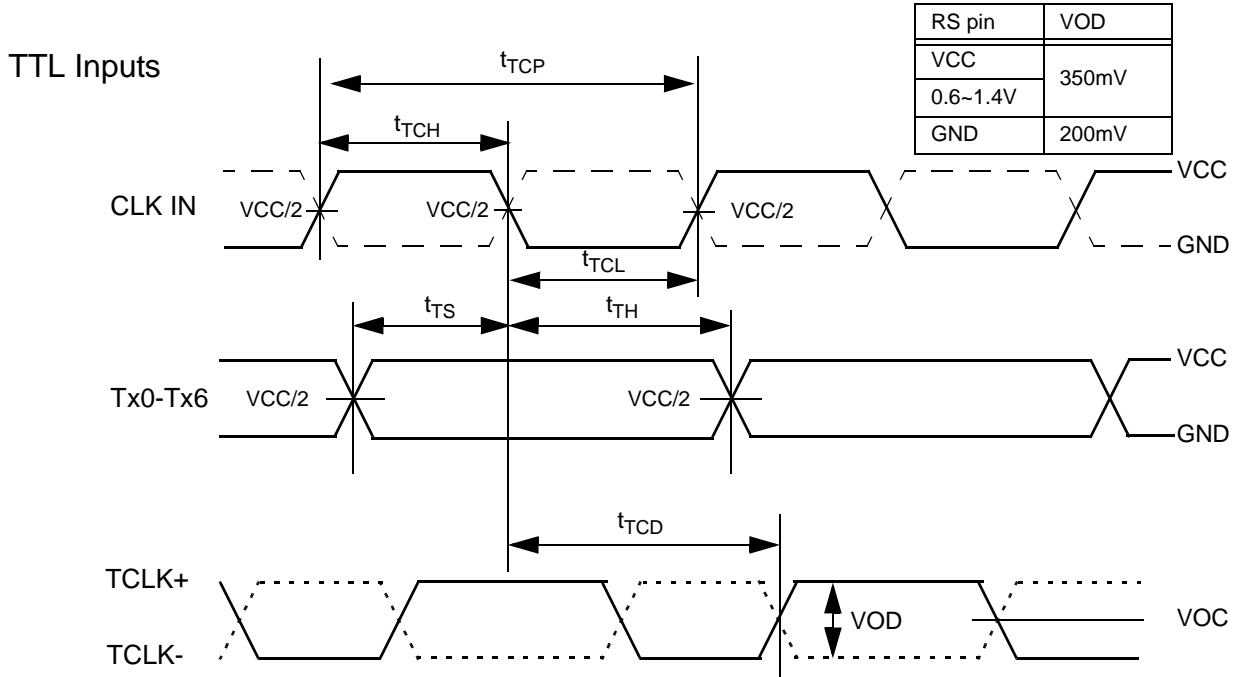 RS pin VOD
VCC 350mV
0.6~1.4V
GND 200mV
TTL Inputs
tTCP
tTCH
CLK IN VCC/2 VCC/2 VCC/2 VCC
GND
tTCL
tTS tTH
Tx0-Tx6 VCC/2 VCC/2 VCC
GND
tTCD
TCLK+
VOD VOC
TCLK-